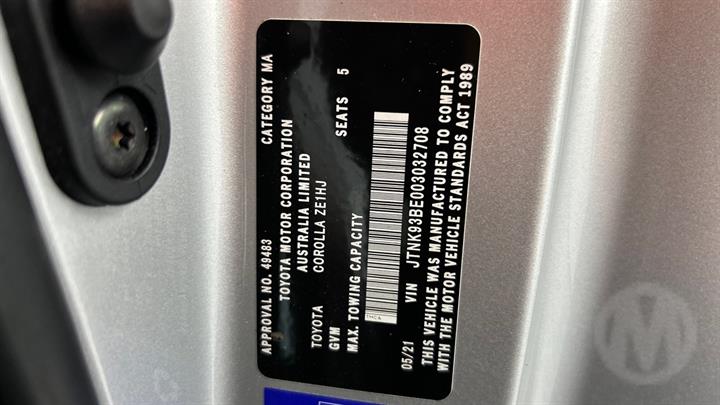 APPROVAL NO. 49483 CATEGORY MA
TOYOTA MOTOR CORPORATION
AUSTRALIA LIMITED
TOYOTA COROLLA ZE1HJ
GVM SEATS 5
MAX. TOWING CAPACITY
TMCA
05/21 VIN JTNK93BE003032708
THIS VEHICLE WAS MANUFACTURED TO COMPLY
WITH THE MOTOR VEHICLE STANDARDS ACT 1989
M